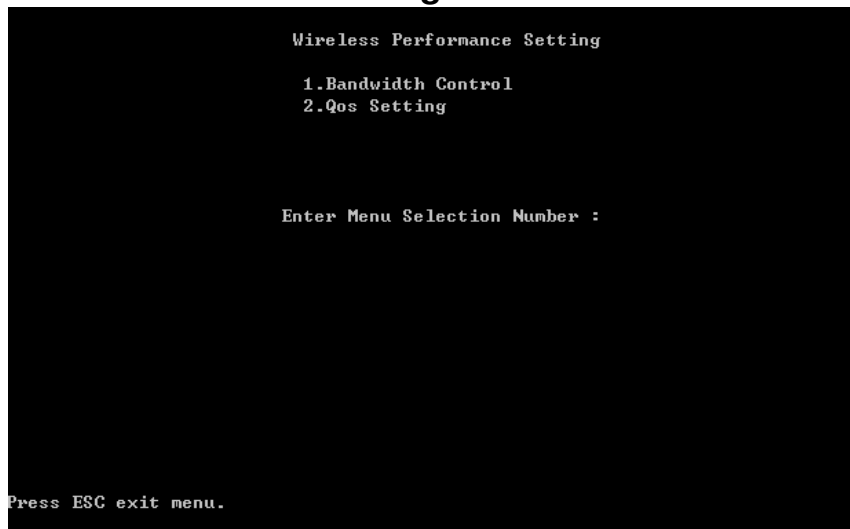 Wireless Performance Setting
1.Bandwidth Control
2.Qos Setting
Enter Menu Selection Number :
Press ESC exit menu.